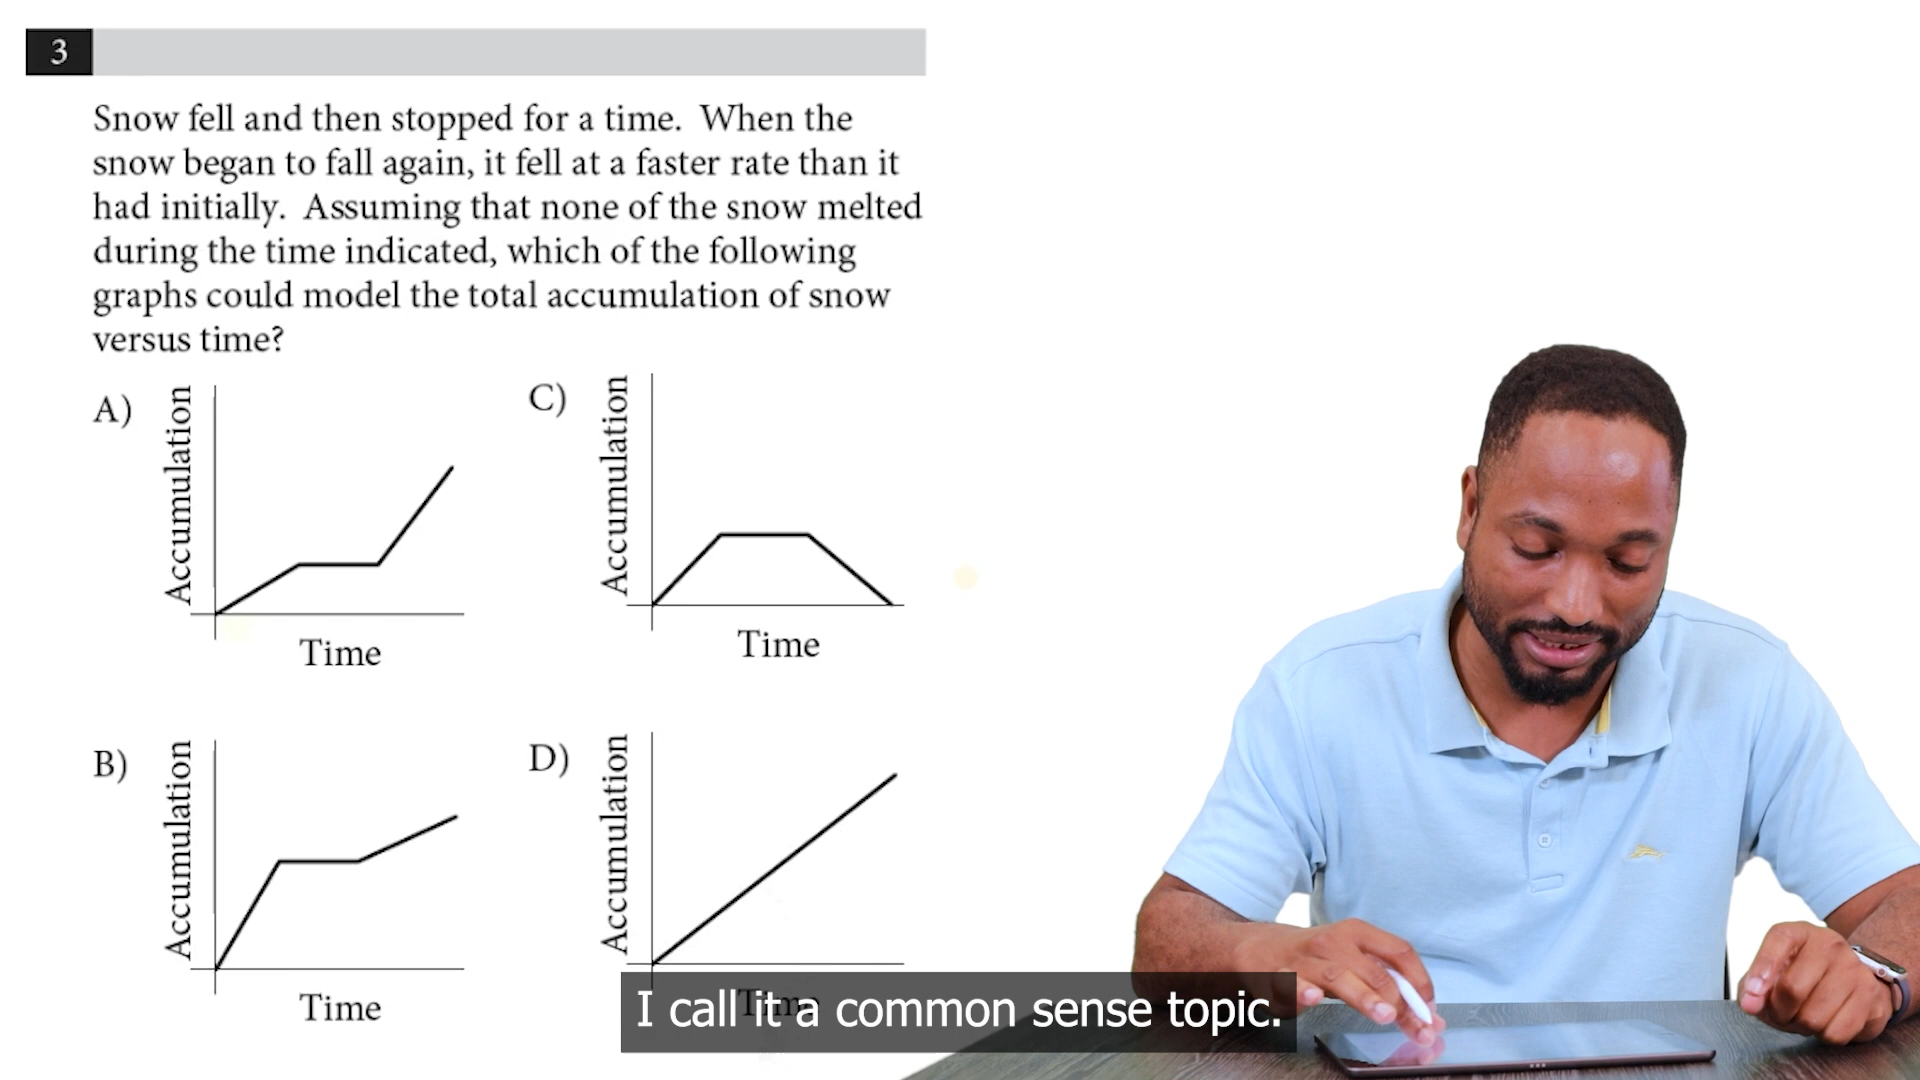 3
Snow fell and then stopped for a time. When the
snow began to fall again, it fell at a faster rate than it
had initially. Assuming that none of the snow melted
during the time indicated, which of the following
graphs could model the total accumulation of snow
versus time?
A)
Accumulation
Time
B)
Accumulation
Time
C)
Accumulation
Time
D)
Accumulation
Time
I call it a common sense topic.